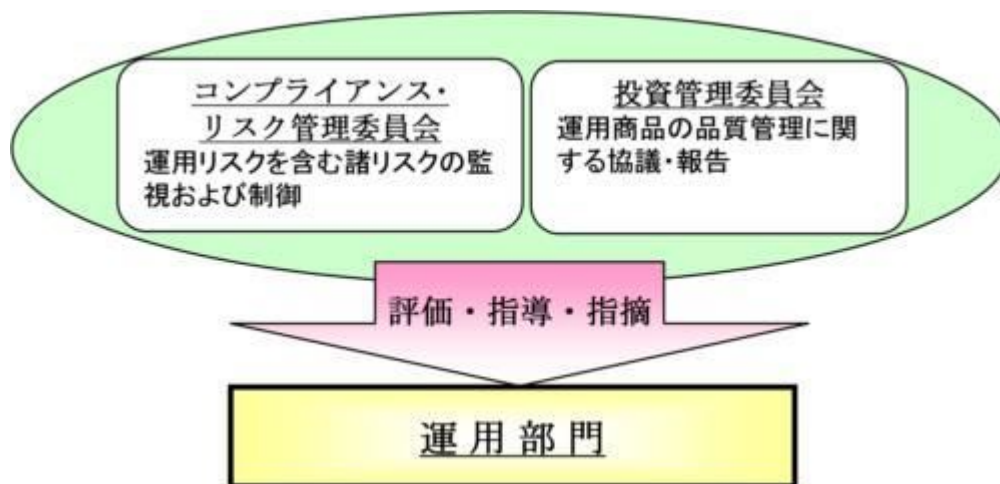 コンプライアンス・
リスク管理委員会
運用リスクを含む諸リスクの監
視および制御
投資管理委員会
運用商品の品質管理に関
する協議・報告
評価・指導・指摘
運用部門